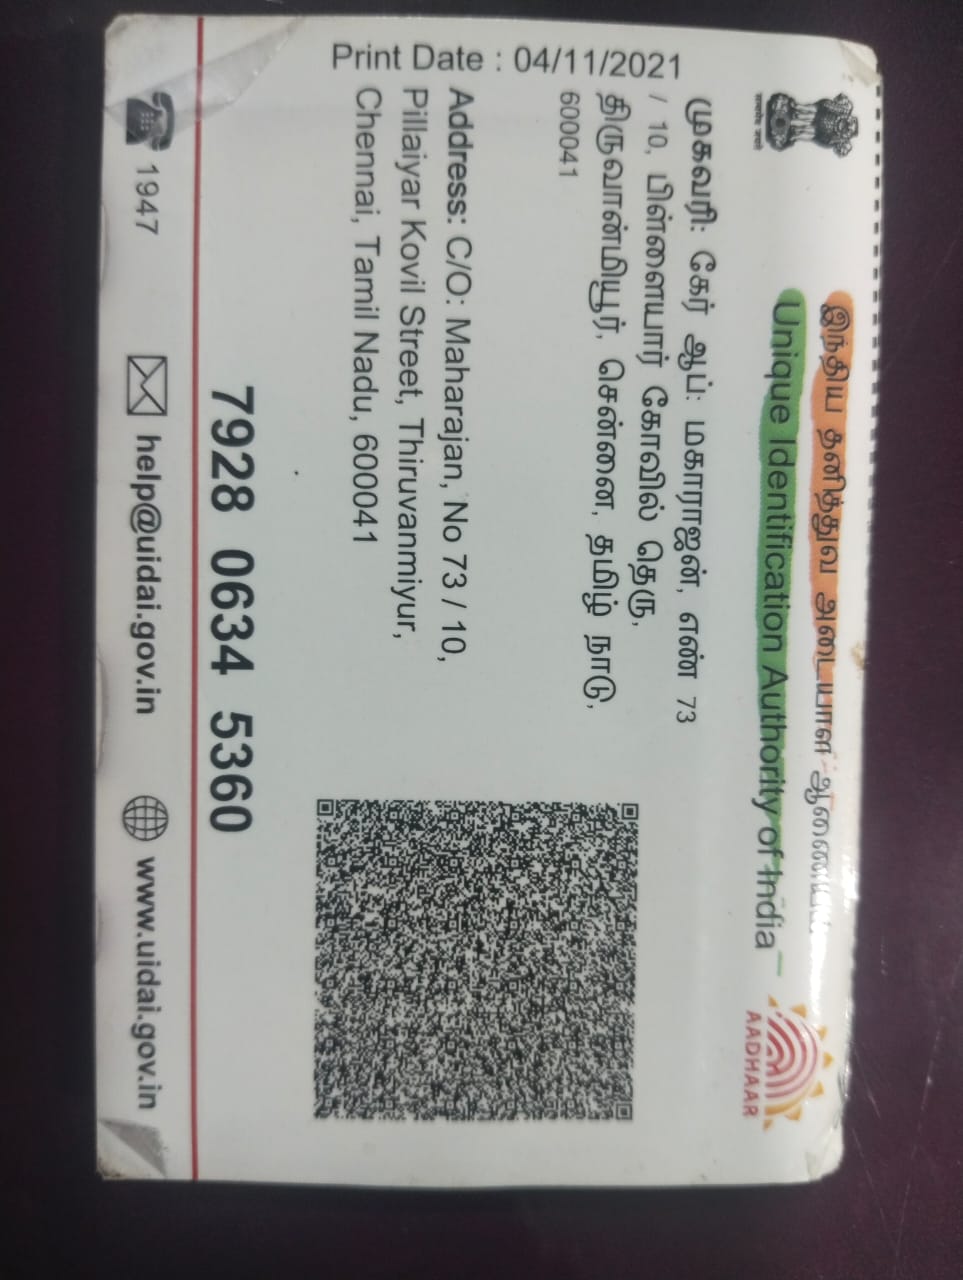 இந்திய தனித்துவ அடையாள ஆணையம்
Unique Identification Authority of India
AADHAAR
Print Date : 04/11/2021
முகவரி: கேர் ஆப்: மகாராஜன், எண் 73
/ 10, பிள்ளையார் கோவில் தெரு,
திருவான்மியூர், சென்னை, தமிழ் நாடு,
600041
Address: C/O: Maharajan, No 73 / 10,
Pillaiyar Kovil Street, Thiruvanmiyur,
Chennai, Tamil Nadu, 600041
7928 0634 5360
1947 help@uidai.gov.in www.uidai.gov.in